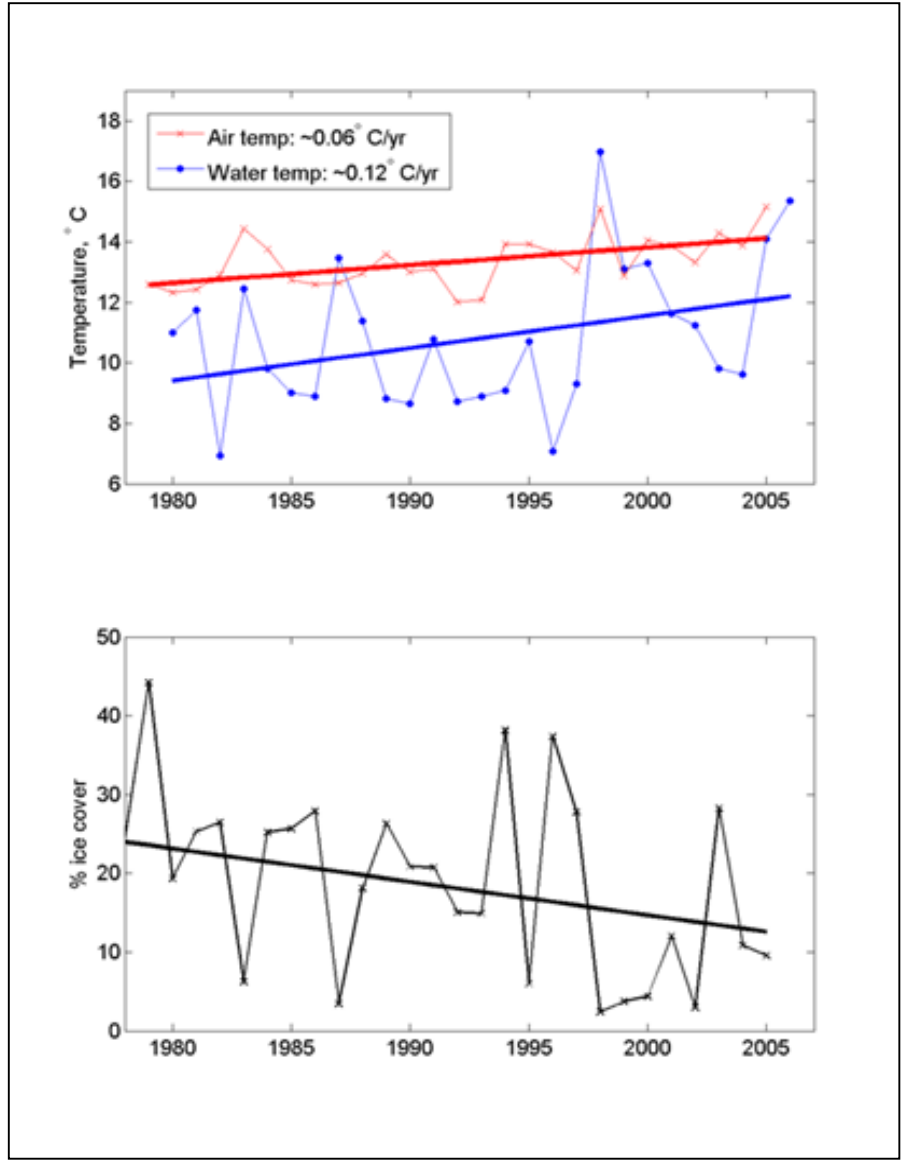 18
16
14
12
10
8
6
Temperature, ° C
Air temp: ~0.06° C/yr
Water temp: ~0.12° C/yr
1980 1985 1990 1995 2000 2005
50
40
30
20
10
0
% ice cover
1980 1985 1990 1995 2000 2005